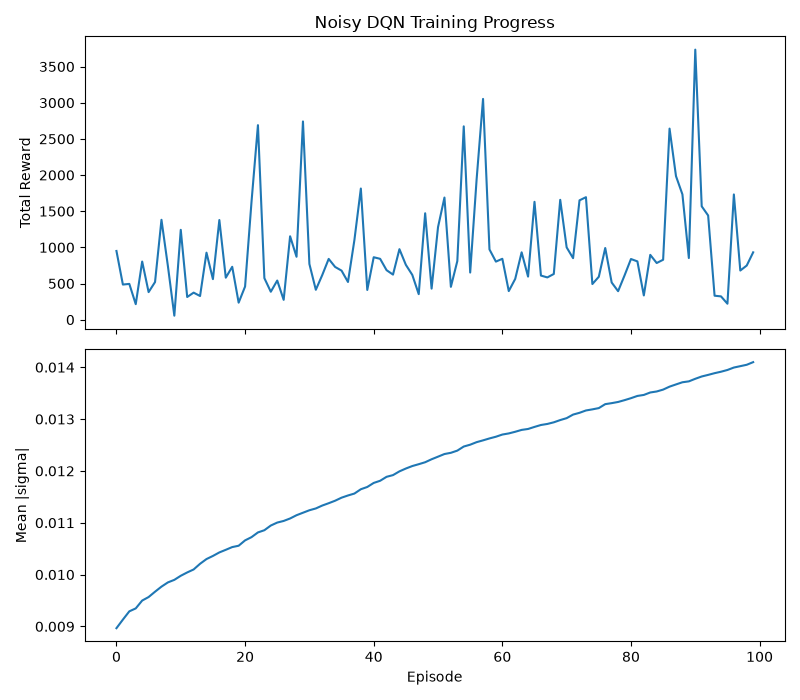 Noisy DQN Training Progress
3500
3000
2500
2000
1500
1000
500
0
Total Reward
0.014
0.013
0.012
0.011
0.010
0.009
Mean |sigma|
0 20 40 60 80 100
Episode